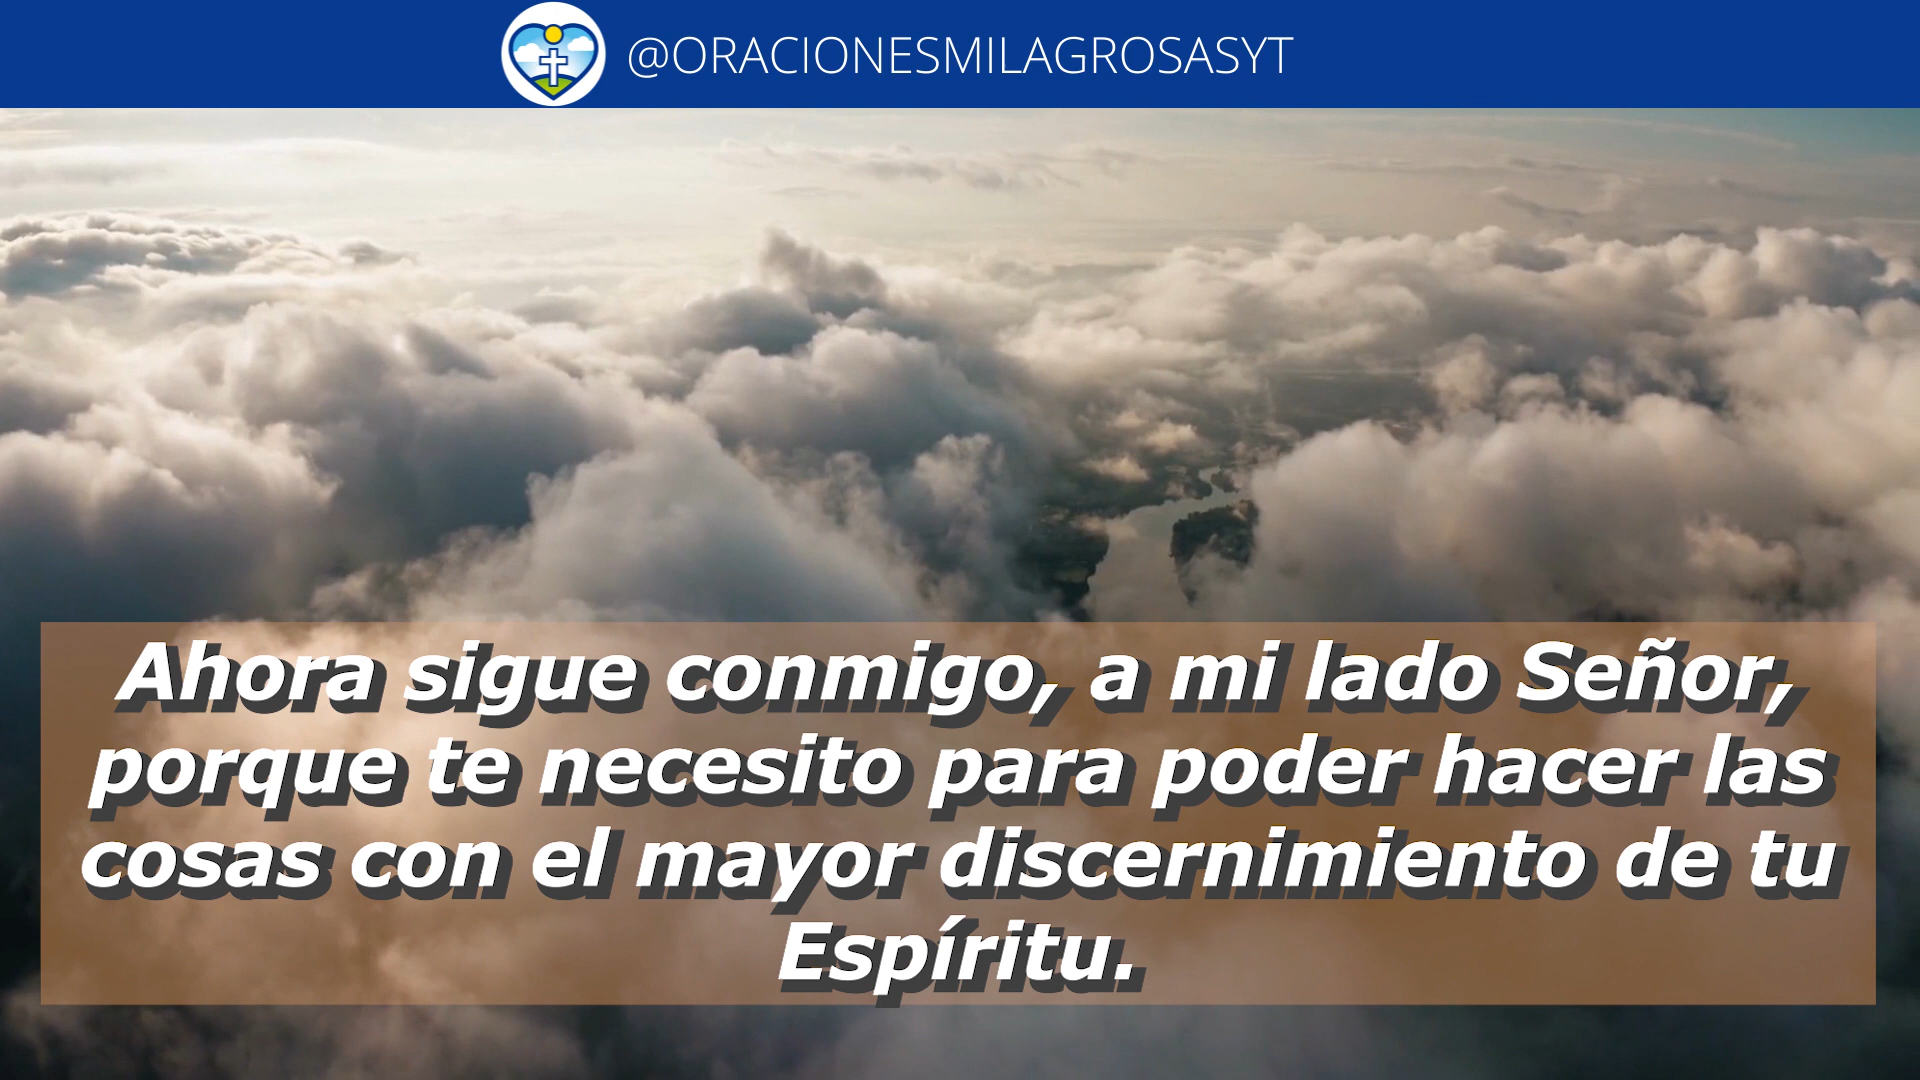 @ORACIONESMILAGROSASYT
Ahora sigue conmigo, a mi lado Señor,
porque te necesito para poder hacer las
cosas con el mayor discernimiento de tu
Espíritu.